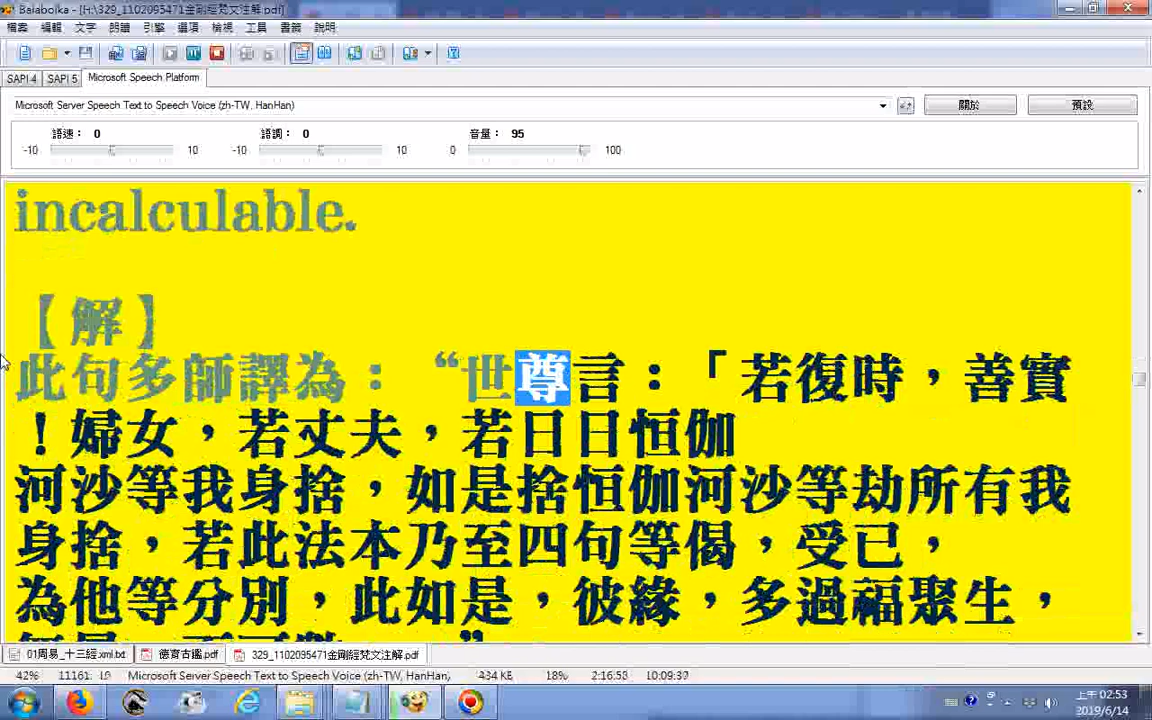 Balabolka - [H:\329_1102095471金剛經梵文注解.pdf]
檔案 編輯 文字 朗讀 引擎 選項 檢視 工具 書籤 說明
SAPI 4 SAPI 5 Microsoft Speech Platform
Microsoft Server Speech Text to Speech Voice (zh-TW, HanHan)
關於 預設
語速： 0 語調： 0 音量： 95
-10 10 -10 10 0 100
incalculable.
【解】
此句多師譯為：“世尊言：「若復時，善實
！婦女，若丈夫，若日日恒伽
河沙等我身捨，如是捨恒伽河沙等劫所有我
身捨，若此法本乃至四句等偈，受已，
為他等分別，此如是，彼緣，多過福聚生，
01周易_十三經.xml.txt 德育古鑑.pdf 329_1102095471金剛經梵文注解.pdf
42% 11161: 19 Microsoft Server Speech Text to Speech Voice (zh-TW, HanHan) 434 KE 18% 2:16:53 10:09:37
上午 02:53
2019/6/14